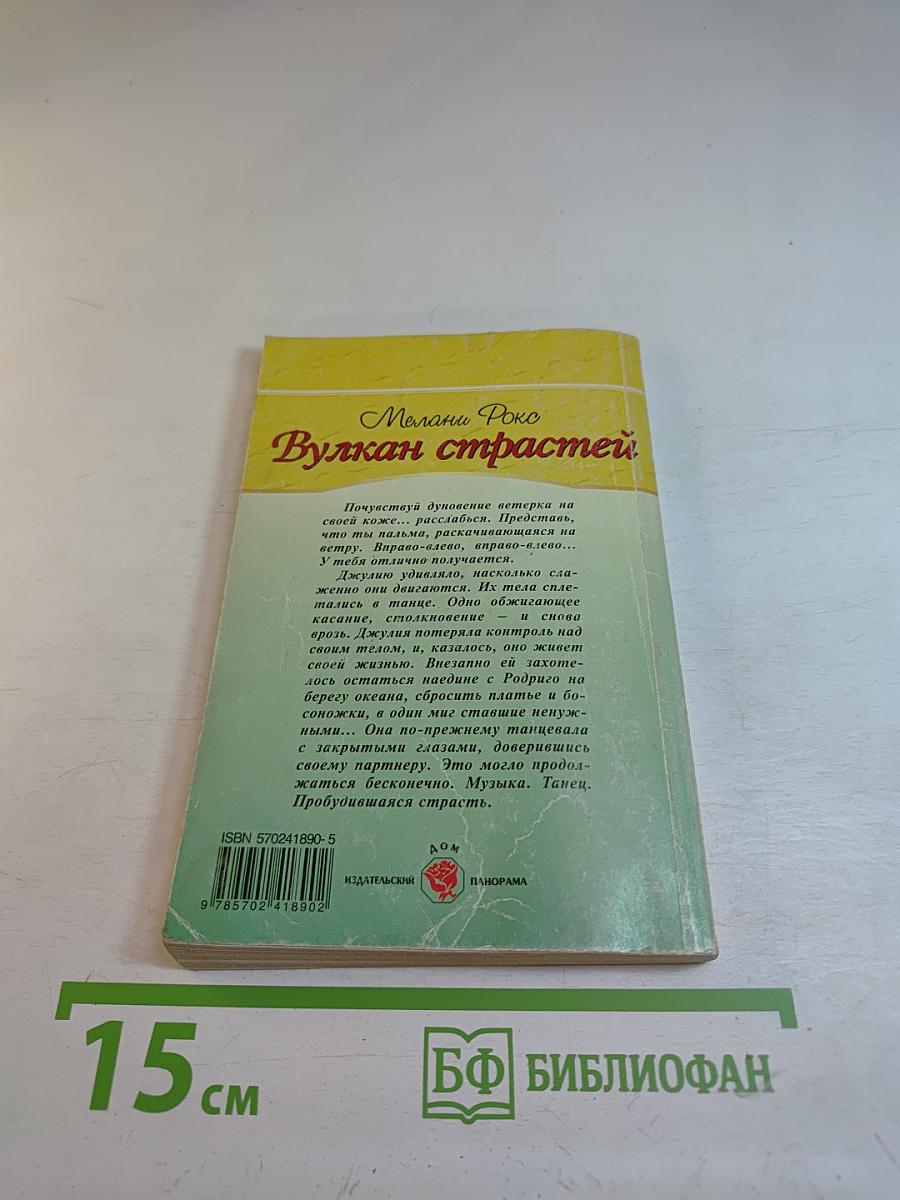 Мелани Рокс
Вулкан страстей
Почувствуй дуновение ветерка на
своей коже... расслабься. Представь,
что ты пальма, раскачивающаяся на
ветру. Вправо-влево, вправо-влево...
У тебя отлично получается.
Джулию удивляло, насколько сла-
женно они двигаются. Их тела спле-
тались в танце. Одно обжигающее
касание, столкновение — и снова
врозь. Джулия потеряла контроль над
своим телом, и, казалось, оно живет
своей жизнью. Внезапно ей захоте-
лось остаться наедине с Родриго на
берегу океана, сбросить платье и бо-
соножки, в один миг ставшие ненуж-
ными... Она по-прежнему танцевала
с закрытыми глазами, доверившись
своему партнеру. Это могло продол-
жаться бесконечно. Музыка. Танец.
Пробудившаяся страсть.
ISBN 570241890-5
9 785702 418902
ДОМ
ИЗДАТЕЛЬСКИЙ ПАНОРАМА
15 см
БФ БИБЛИОФАН